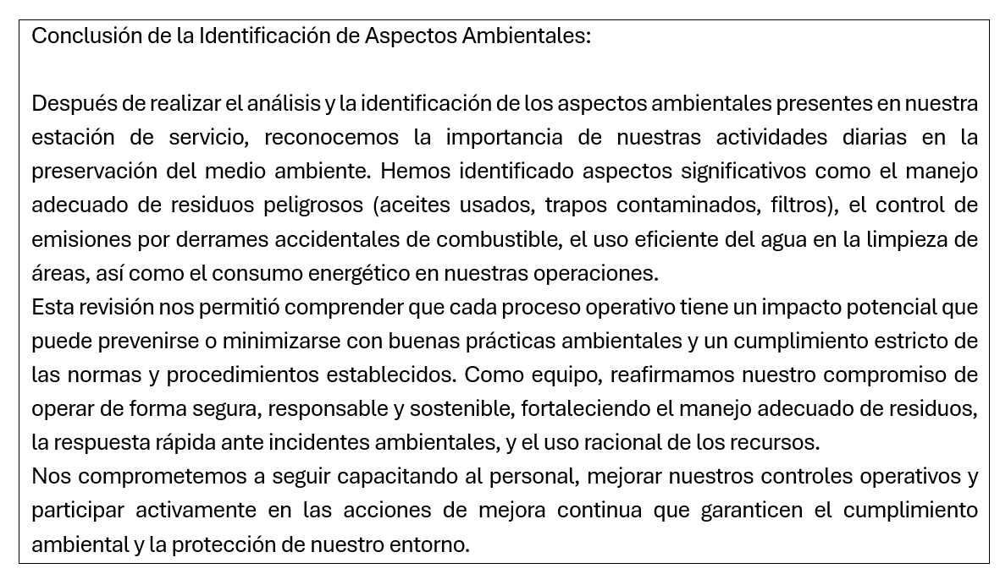 Conclusión de la Identificación de Aspectos Ambientales:
Después de realizar el análisis y la identificación de los aspectos ambientales presentes en nuestra
estación de servicio, reconocemos la importancia de nuestras actividades diarias en la
preservación del medio ambiente. Hemos identificado aspectos significativos como el manejo
adecuado de residuos peligrosos (aceites usados, trapos contaminados, filtros), el control de
emisiones por derrames accidentales de combustible, el uso eficiente del agua en la limpieza de
áreas, así como el consumo energético en nuestras operaciones.
Esta revisión nos permitió comprender que cada proceso operativo tiene un impacto potencial que
puede prevenirse o minimizarse con buenas prácticas ambientales y un cumplimiento estricto de
las normas y procedimientos establecidos. Como equipo, reafirmamos nuestro compromiso de
operar de forma segura, responsable y sostenible, fortaleciendo el manejo adecuado de residuos,
la respuesta rápida ante incidentes ambientales, y el uso racional de los recursos.
Nos comprometemos a seguir capacitando al personal, mejorar nuestros controles operativos y
participar activamente en las acciones de mejora continua que garanticen el cumplimiento
ambiental y la protección de nuestro entorno.